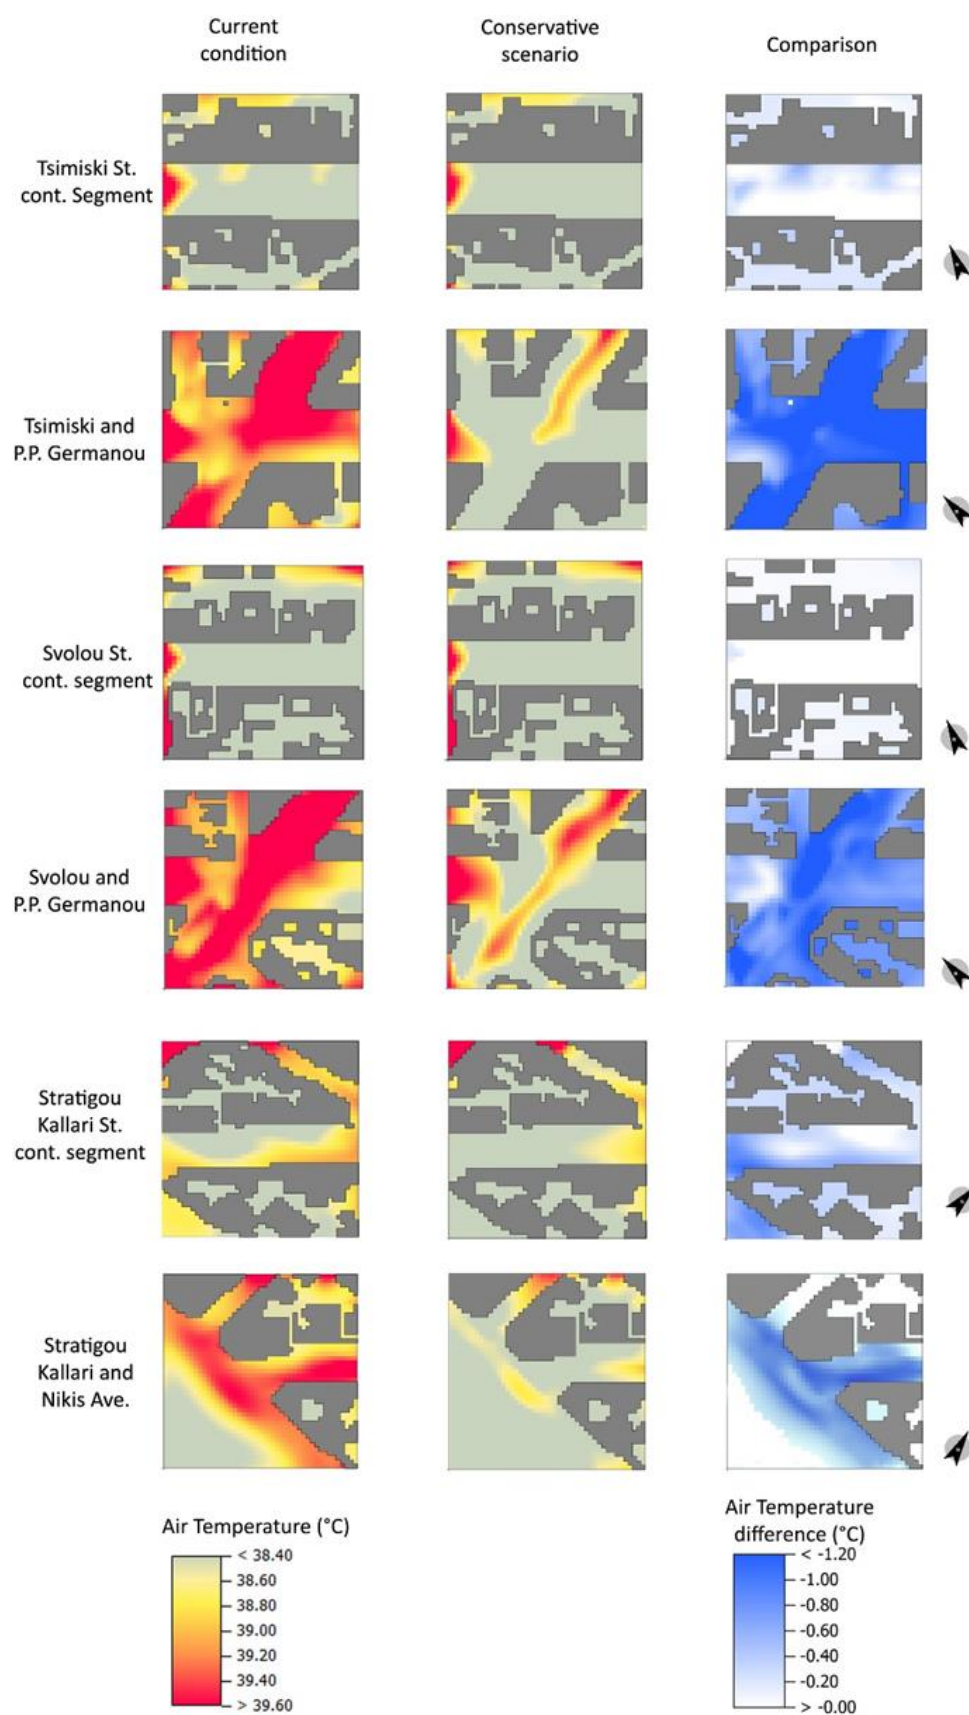 Current
condition
Conservative
scenario
Comparison
Tsimiski St.
cont. Segment
Tsimiski and
P.P. Germanou
Svolou St.
cont. segment
Svolou and
P.P. Germanou
Stratigou
Kallari St.
cont. segment
Stratigou
Kallari and
Nikis Ave.
Air Temperature (°C)
< 38.40
38.60
38.80
39.00
39.20
39.40
> 39.60
Air Temperature
difference (°C)
< -1.20
-1.00
-0.80
-0.60
-0.40
-0.20
> -0.00